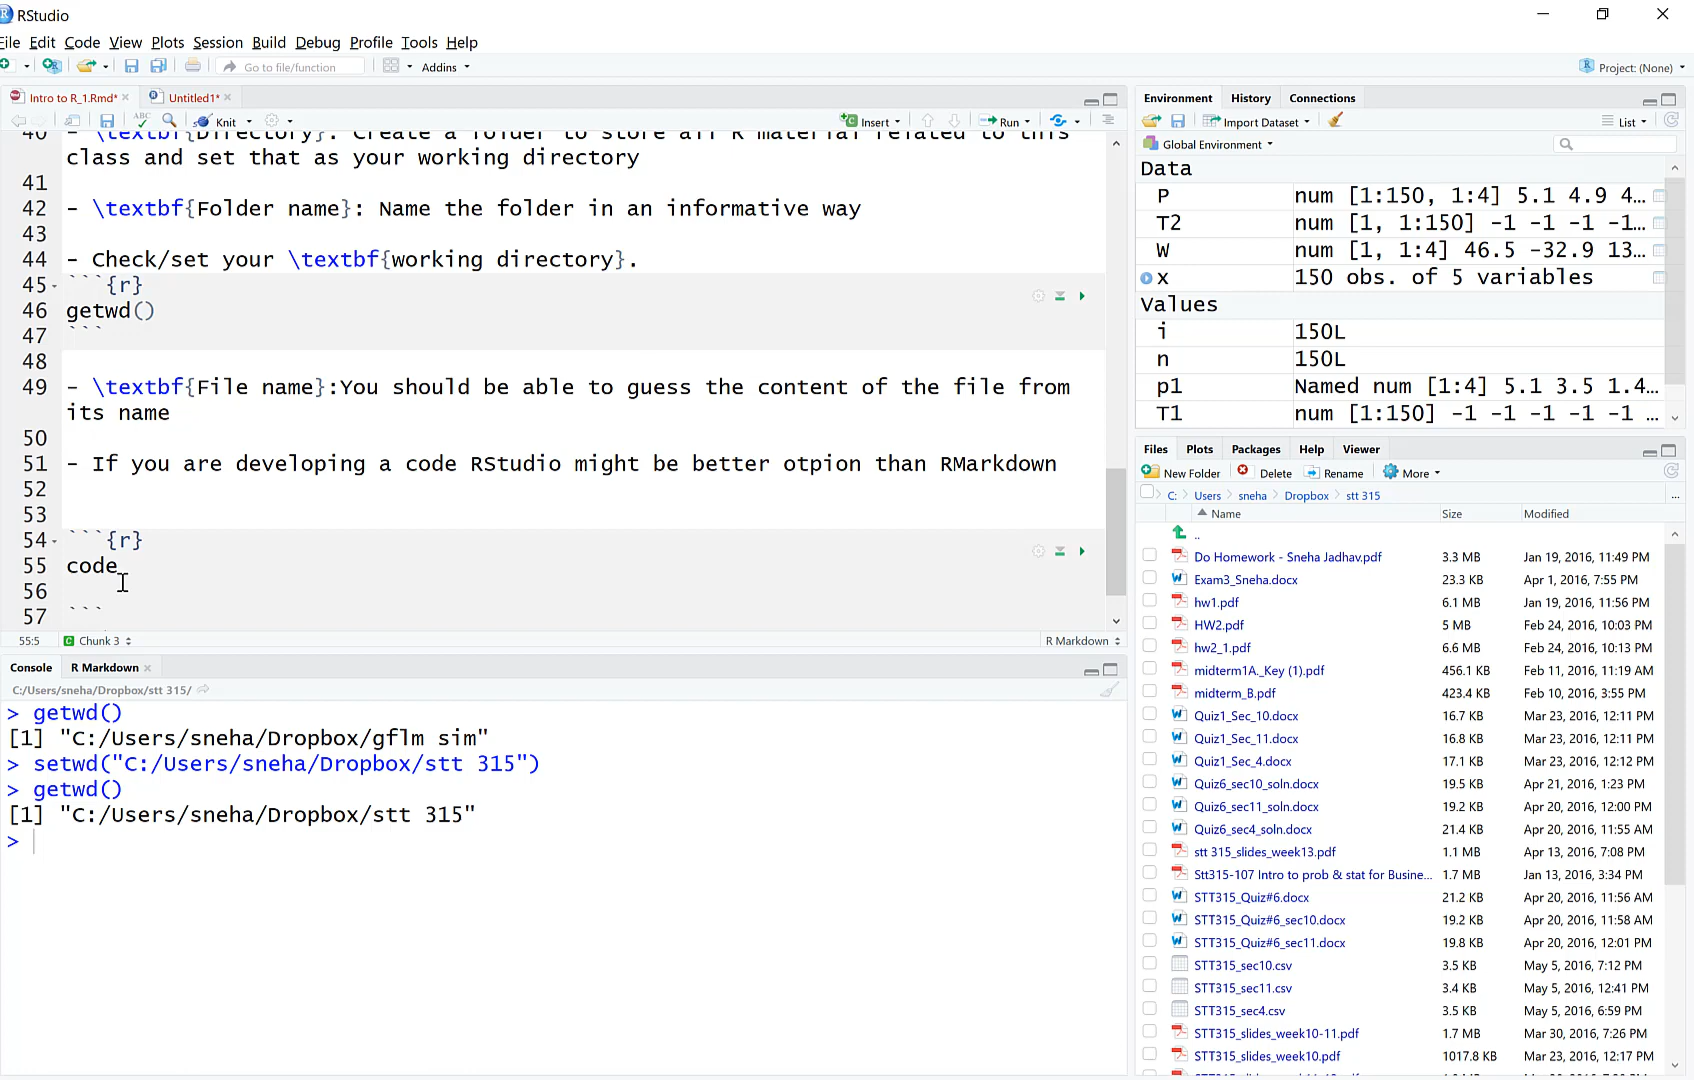 RStudio
File Edit Code View Plots Session Build Debug Profile Tools Help
Go to file/function Addins Project: (None)
Intro to R_1.Rmd* Untitled1*
ABC Knit Insert Run
40 - \textbf{Directory}: Create a folder to store all R material related to this
class and set that as your working directory
41
42 - \textbf{Folder name}: Name the folder in an informative way
43
44 - Check/set your \textbf{working directory}.
45 ```{r}
46 getwd()
47 ```
48
49 - \textbf{File name}:You should be able to guess the content of the file from
its name
50
51 - If you are developing a code RStudio might be better otpion than RMarkdown
52
53
54 ```{r}
55 code
56
57 ```
55:5 Chunk 3 R Markdown
Console R Markdown
C:/Users/sneha/Dropbox/stt 315/
> getwd()
[1] "C:/Users/sneha/Dropbox/gflm sim"
> setwd("C:/Users/sneha/Dropbox/stt 315")
> getwd()
[1] "C:/Users/sneha/Dropbox/stt 315"
>
Environment History Connections
Import Dataset List
Global Environment
Data
P num [1:150, 1:4] 5.1 4.9 4...
T2 num [1, 1:150] -1 -1 -1 -1...
W num [1, 1:4] 46.5 -32.9 13...
x 150 obs. of 5 variables
Values
i 150L
n 150L
p1 Named num [1:4] 5.1 3.5 1.4...
T1 num [1:150] -1 -1 -1 -1 -1 ...
Files Plots Packages Help Viewer
New Folder Delete Rename More
C: Users sneha Dropbox stt 315 ...
Name Size Modified
..
Do Homework - Sneha Jadhav.pdf 3.3 MB Jan 19, 2016, 11:49 PM
Exam3_Sneha.docx 23.3 KB Apr 1, 2016, 7:55 PM
hw1.pdf 6.1 MB Jan 19, 2016, 11:56 PM
HW2.pdf 5 MB Feb 24, 2016, 10:03 PM
hw2_1.pdf 6.6 MB Feb 24, 2016, 10:13 PM
midterm1A._Key (1).pdf 456.1 KB Feb 11, 2016, 11:19 AM
midterm_B.pdf 423.4 KB Feb 10, 2016, 3:55 PM
Quiz1_Sec_10.docx 16.7 KB Mar 23, 2016, 12:11 PM
Quiz1_Sec_11.docx 16.8 KB Mar 23, 2016, 12:11 PM
Quiz1_Sec_4.docx 17.1 KB Mar 23, 2016, 12:12 PM
Quiz6_sec10_soln.docx 19.5 KB Apr 21, 2016, 1:23 PM
Quiz6_sec11_soln.docx 19.2 KB Apr 20, 2016, 12:00 PM
Quiz6_sec4_soln.docx 21.4 KB Apr 20, 2016, 11:55 AM
stt 315_slides_week13.pdf 1.1 MB Apr 13, 2016, 7:08 PM
Stt315-107 Intro to prob & stat for Busine... 1.7 MB Jan 13, 2016, 3:34 PM
STT315_Quiz#6.docx 21.2 KB Apr 20, 2016, 11:56 AM
STT315_Quiz#6_sec10.docx 19.2 KB Apr 20, 2016, 11:58 AM
STT315_Quiz#6_sec11.docx 19.8 KB Apr 20, 2016, 12:01 PM
STT315_sec10.csv 3.5 KB May 5, 2016, 7:12 PM
STT315_sec11.csv 3.4 KB May 5, 2016, 12:41 PM
STT315_sec4.csv 3.5 KB May 5, 2016, 6:59 PM
STT315_slides_week10-11.pdf 1.7 MB Mar 30, 2016, 7:26 PM
STT315_slides_week10.pdf 1017.8 KB Mar 23, 2016, 12:17 PM